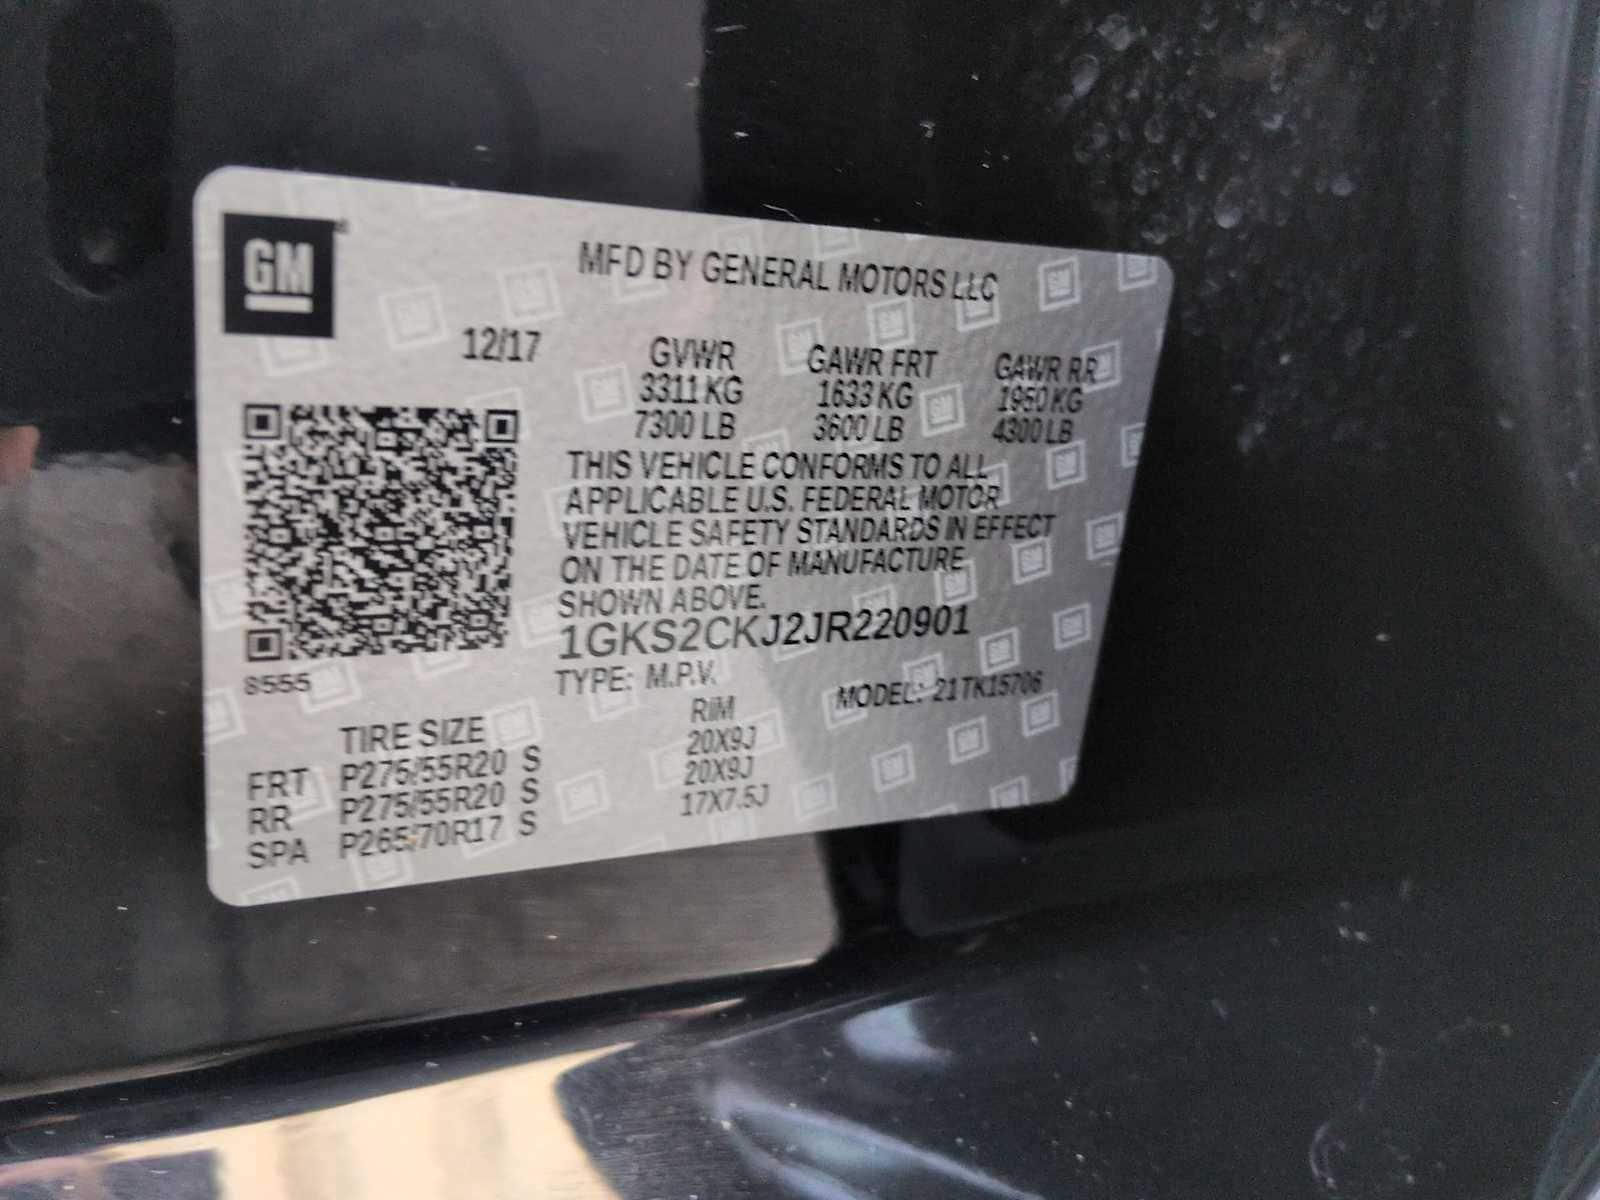 GM
MFD BY GENERAL MOTORS LLC
12/17
GVWR GAWR FRT GAWR RR
3311 KG 1633 KG 1950 KG
7300 LB 3600 LB 4300 LB
THIS VEHICLE CONFORMS TO ALL
APPLICABLE U.S. FEDERAL MOTOR
VEHICLE SAFETY STANDARDS IN EFFECT
ON THE DATE OF MANUFACTURE
SHOWN ABOVE.
1GKS2CKJ2JR220901
8555
TYPE: M.P.V. MODEL: 21 TK15706
TIRE SIZE RIM
FRT P275/55R20 S 20X9J
RR P275/55R20 S 20X9J
SPA P265/70R17 S 17X7.5J